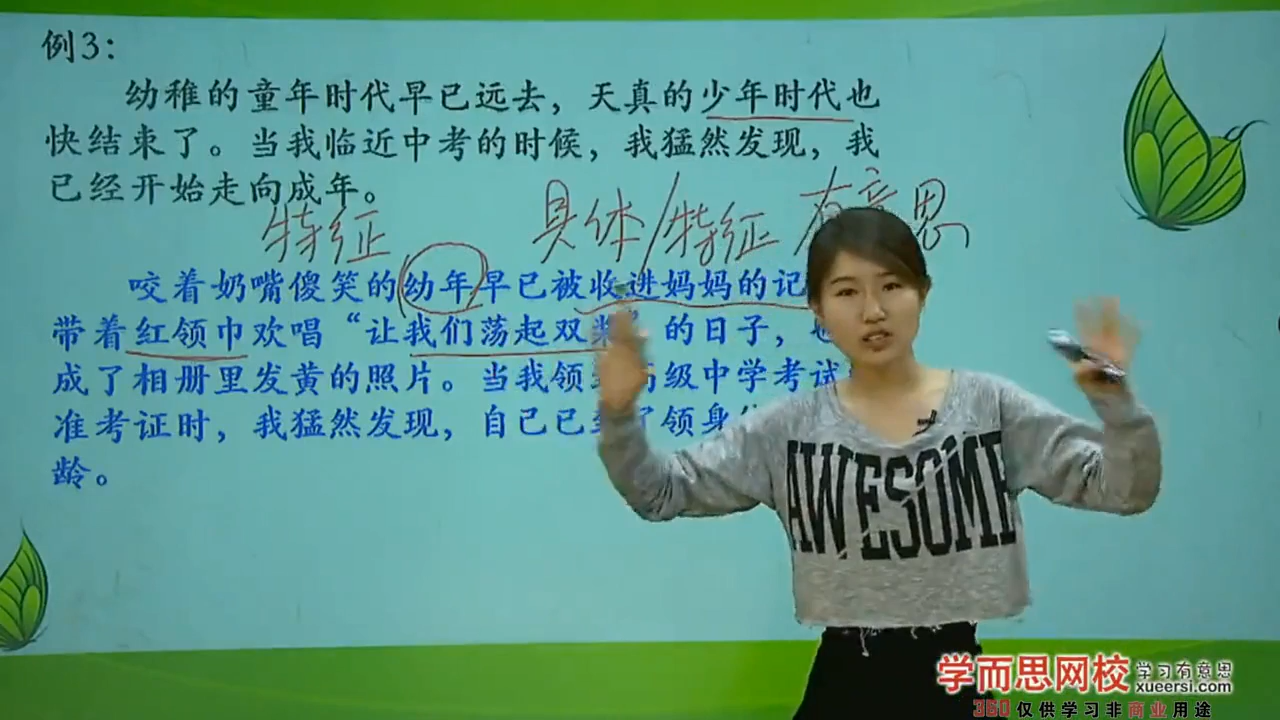 例3：
幼稚的童年时代早已远去，天真的少年时代也
快结束了。当我临近中考的时候，我猛然发现，我
已经开始走向成年。
特征 具体/特征 有意思
咬着奶嘴傻笑的幼年早已被收进妈妈的记
带着红领巾欢唱“让我们荡起双桨”的日子，
成了相册里发黄的照片。当我领 高级中学考试
准考证时，我猛然发现，自己已 了领身
龄。
AWESOME
学而思网校 学习有意思
xueersi.com
360仅供学习非商业用途